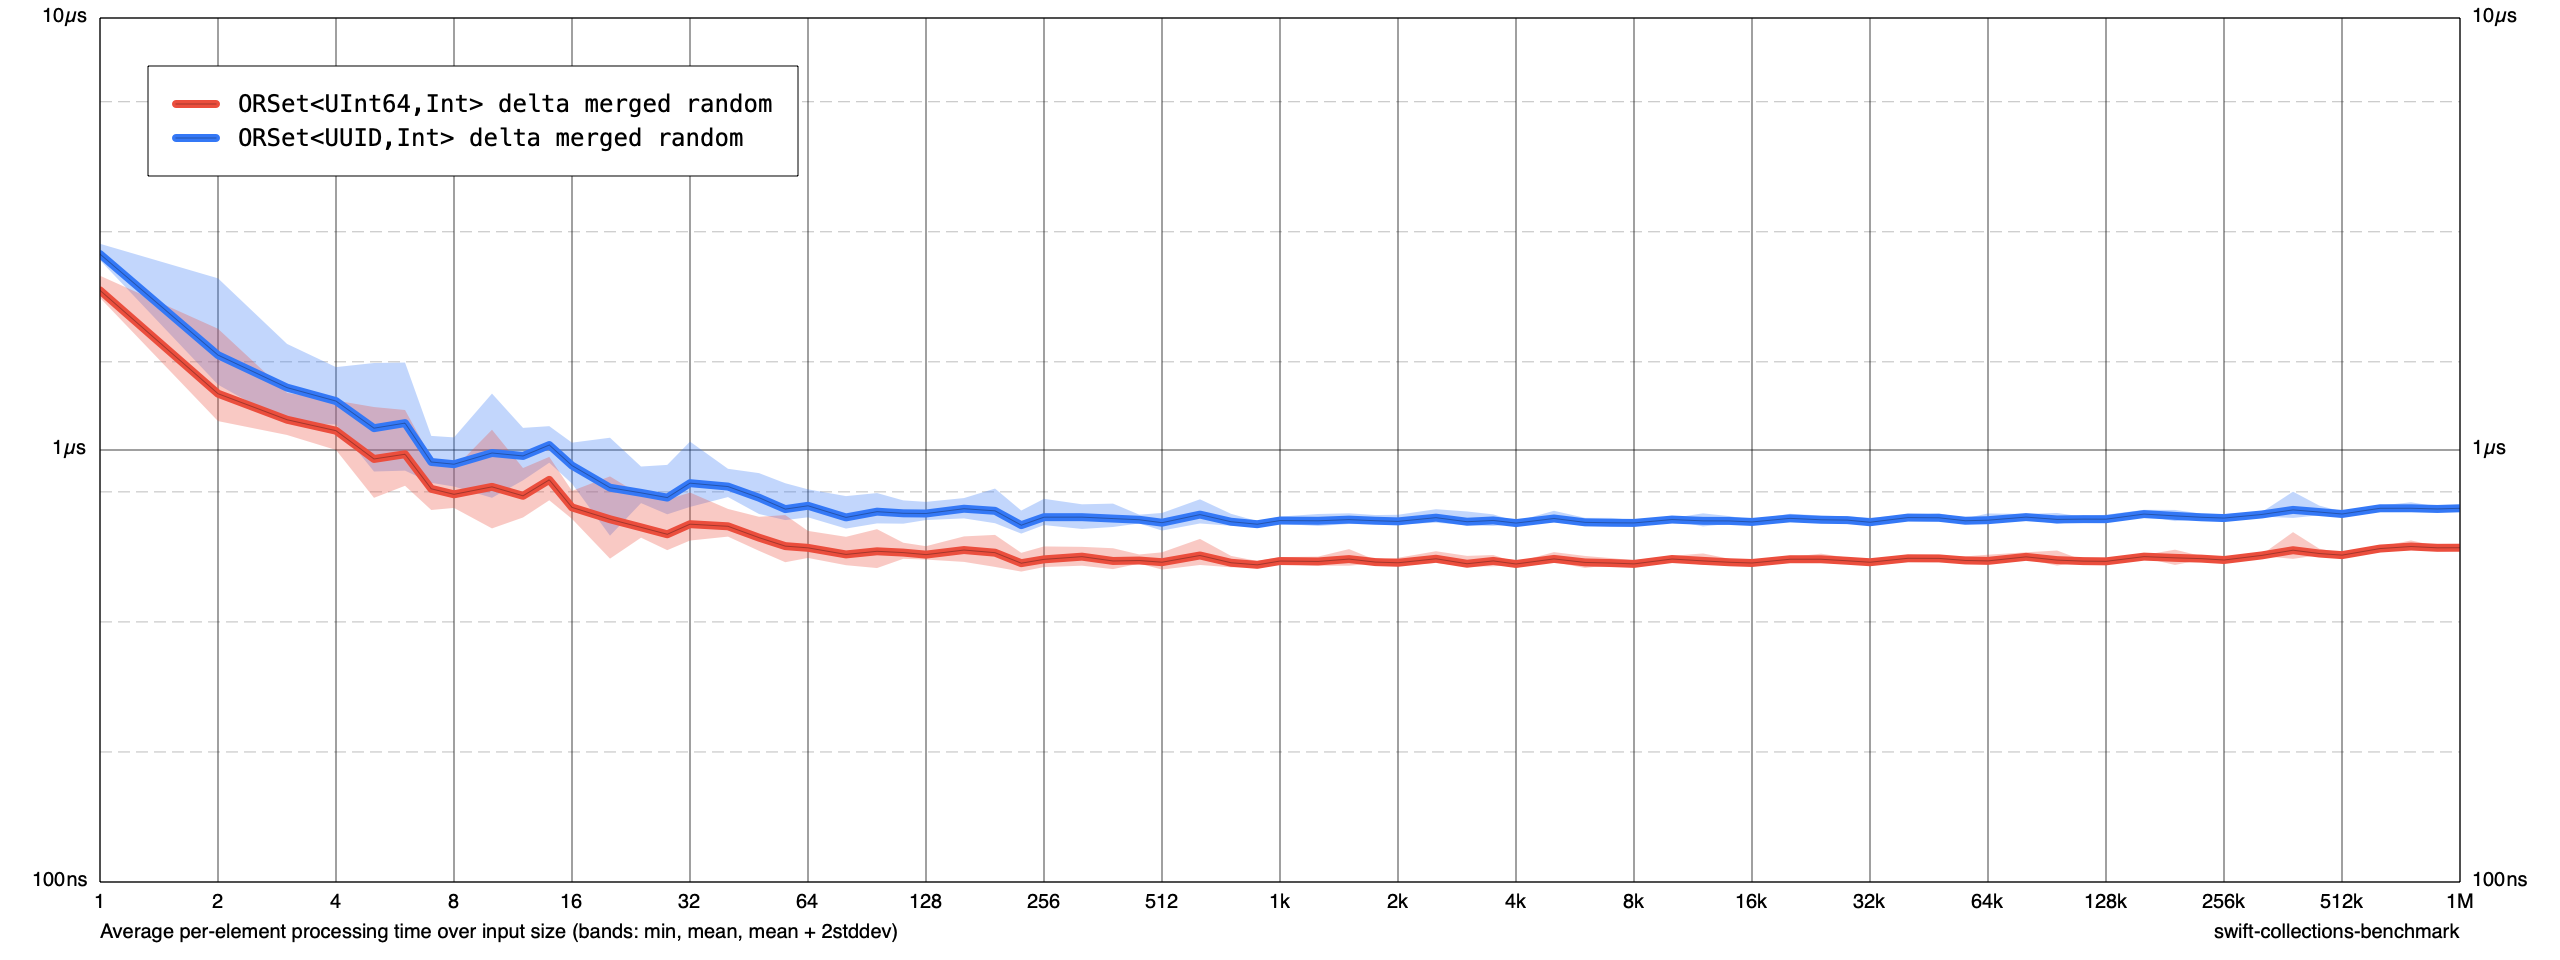 10µs 10µs
ORSet<UInt64,Int> delta merged random
ORSet<UUID,Int> delta merged random
1µs 1µs
100ns 100ns
1 2 4 8 16 32 64 128 256 512 1k 2k 4k 8k 16k 32k 64k 128k 256k 512k 1M
Average per-element processing time over input size (bands: min, mean, mean + 2stddev) swift-collections-benchmark